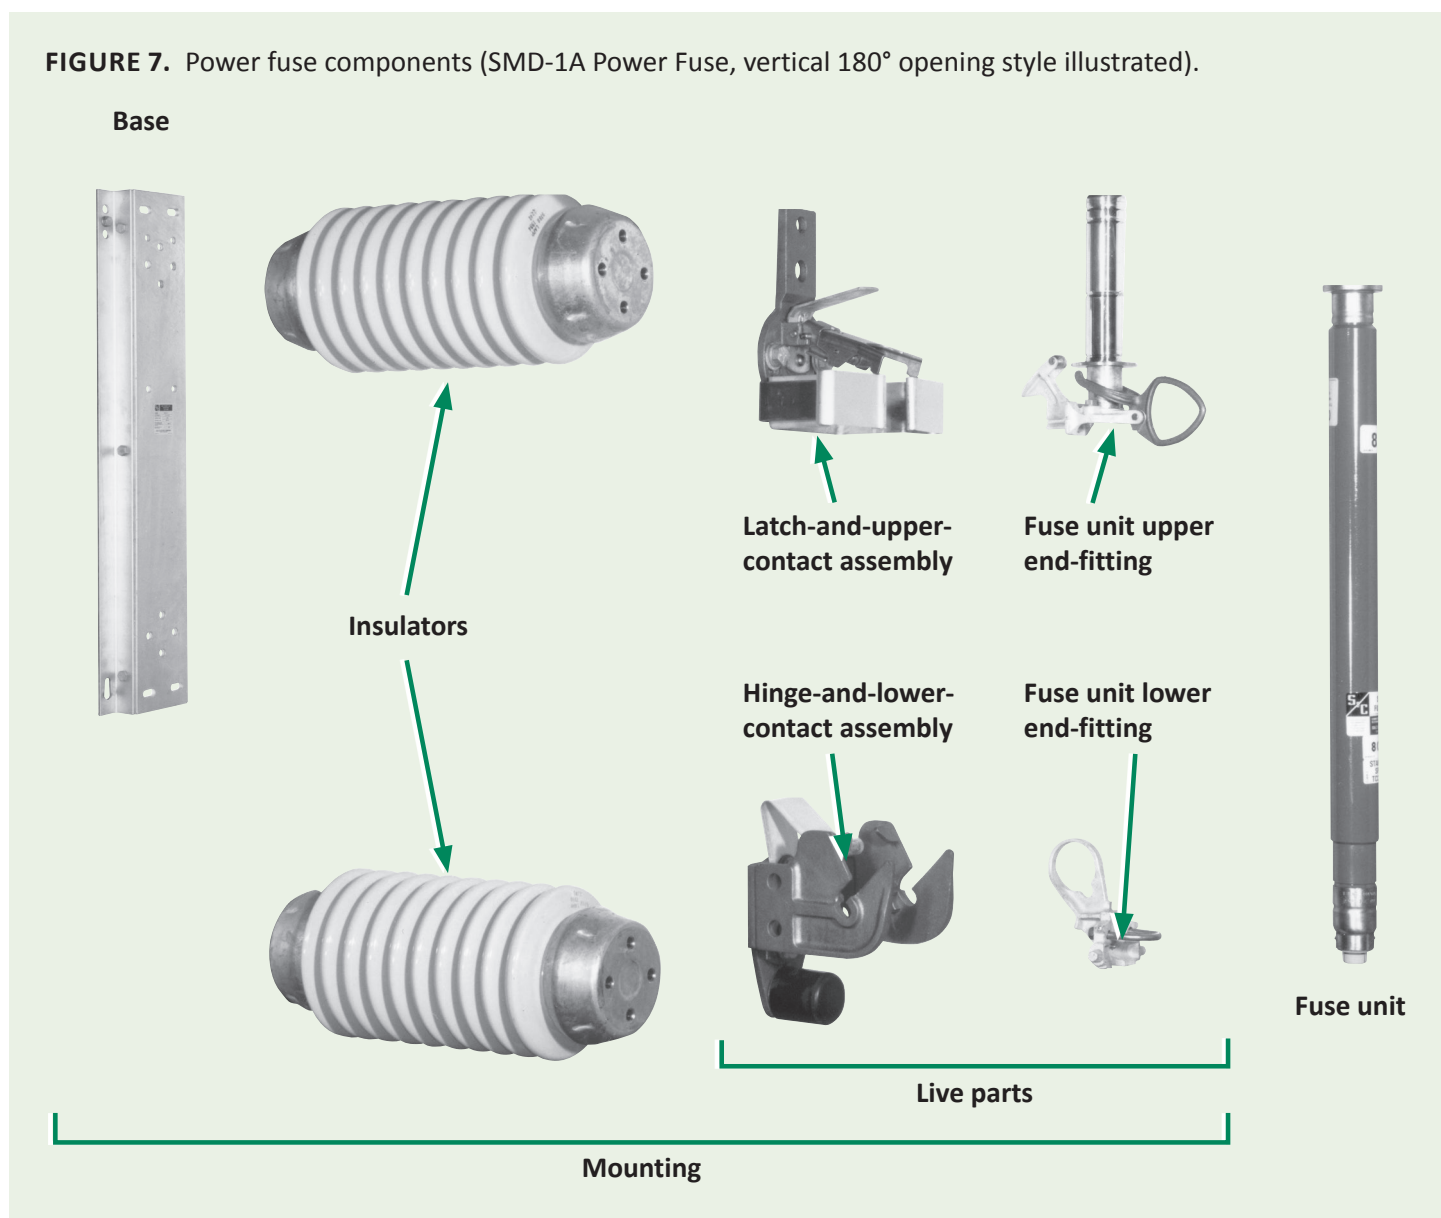 FIGURE 7. Power fuse components (SMD-1A Power Fuse, vertical 180° opening style illustrated).
Base
Insulators
Latch-and-upper-
contact assembly
Fuse unit upper
end-fitting
Hinge-and-lower-
contact assembly
Fuse unit lower
end-fitting
8
S/C
Fuse unit
Live parts
Mounting